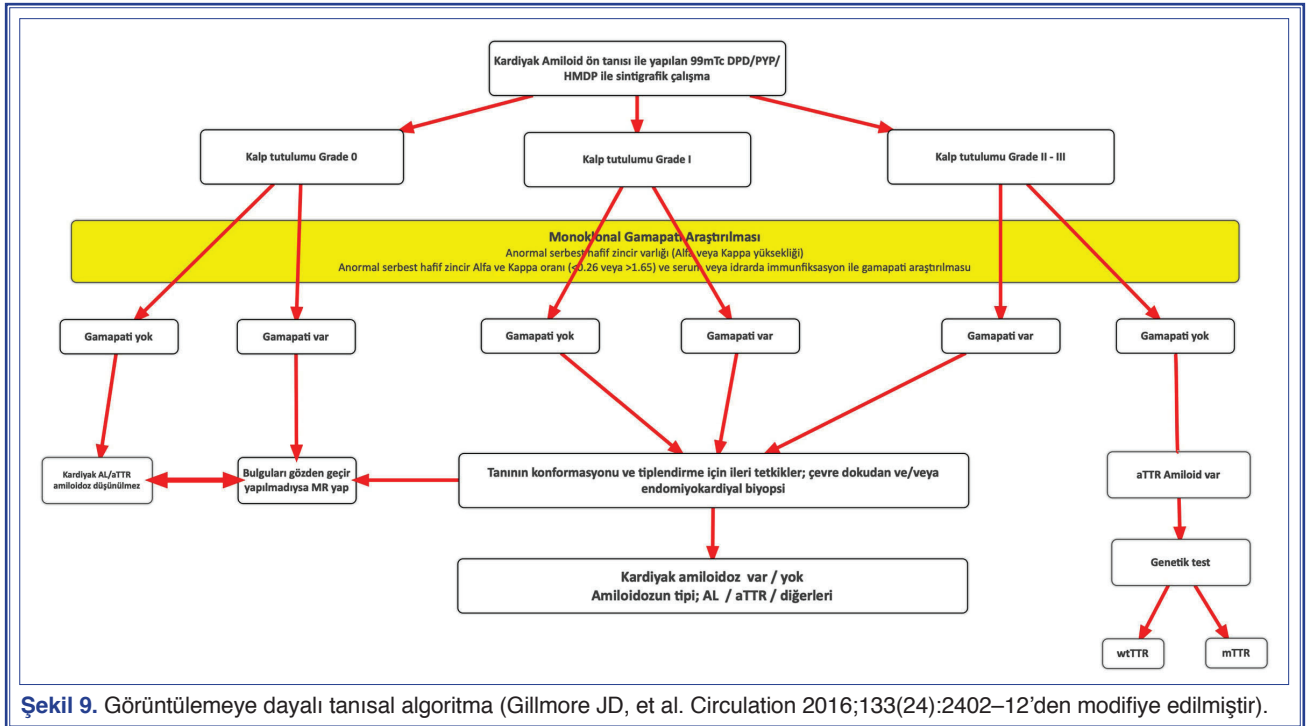 Kardiyak Amiloid ön tanısı ile yapılan 99mTc DPD/PYP/
HMDP ile sintigrafik çalışma
Kalp tutulumu Grade 0
Kalp tutulumu Grade I
Kalp tutulumu Grade II - III
Monoklonal Gamapati Araştırılması
Anormal serbest hafif zincir varlığı (Alfa veya Kappa yüksekliği)
Anormal serbest hafif zincir Alfa ve Kappa oranı (<0.26 veya >1.65) ve serum veya idrarda immunfiksasyon ile gamapati araştırılması
Gamapati yok
Gamapati var
Gamapati yok
Gamapati var
Gamapati var
Gamapati yok
Kardiyak AL/aTTR
amiloidoz düşünülmez
Bulguları gözden geçir
yapılmadıysa MR yap
Tanının konformasyonu ve tiplendirme için ileri tetkikler; çevre dokudan ve/veya
endomiyokardiyal biyopsi
aTTR Amiloid var
Kardiyak amiloidoz var / yok
Amiloidozun tipi; AL / aTTR / diğerleri
Genetik test
wtTTR
mTTR
Şekil 9. Görüntülemeye dayalı tanısal algoritma (Gillmore JD, et al. Circulation 2016;133(24):2402–12’den modifiye edilmiştir).